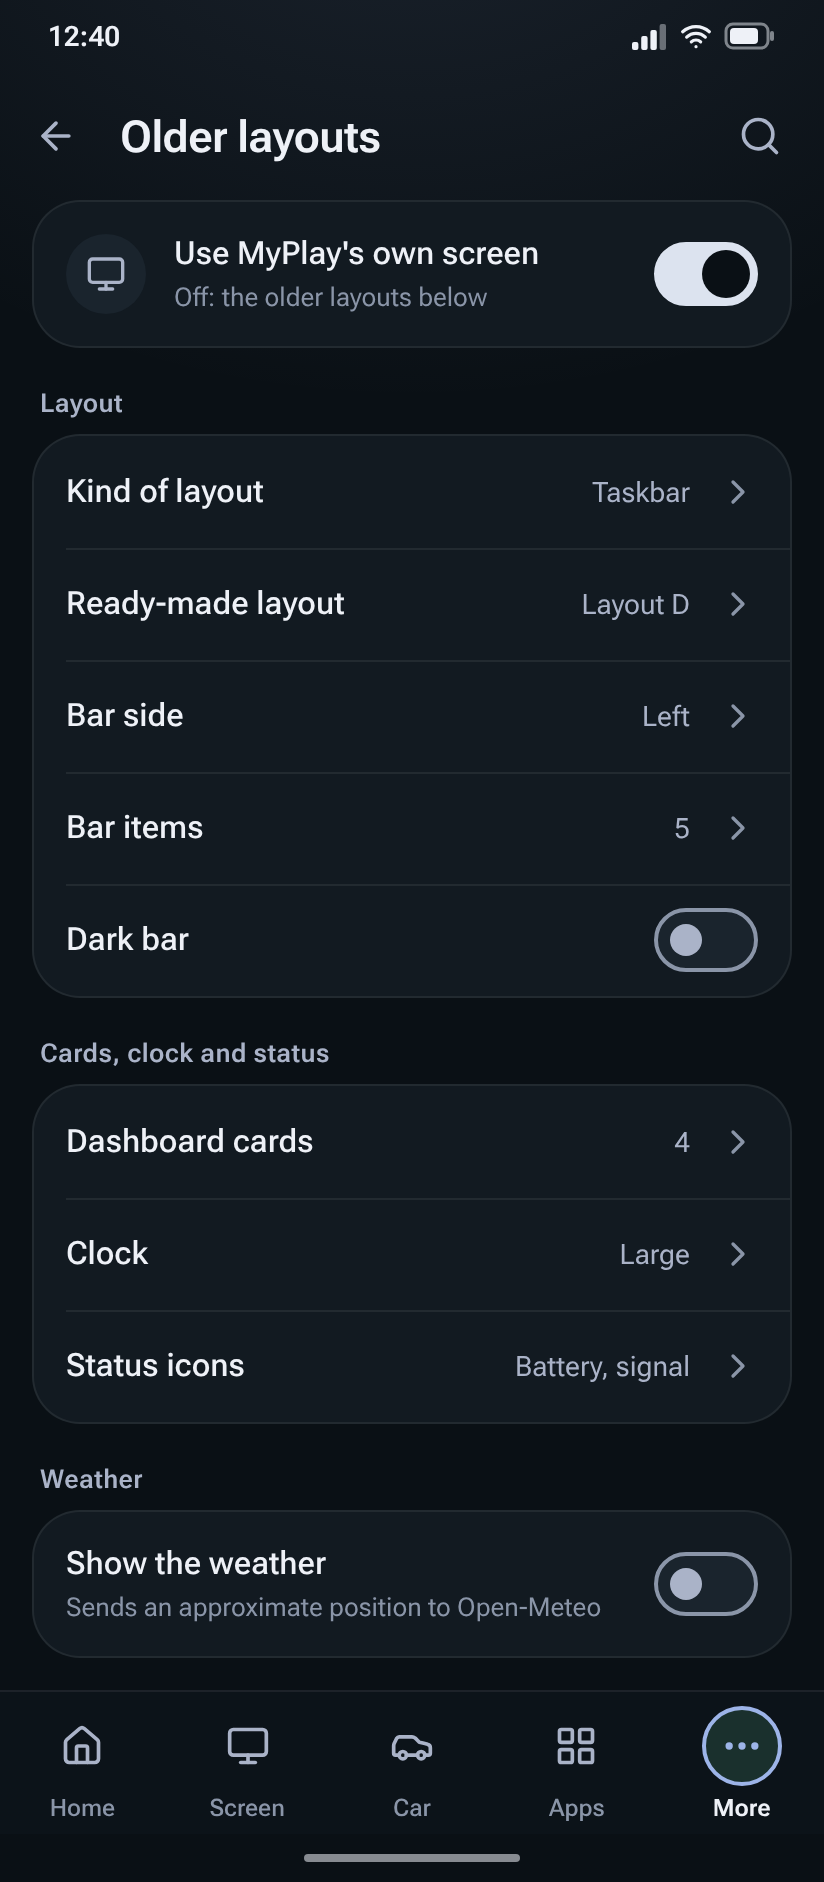 12:40
Older layouts
Use MyPlay's own screen
Off: the older layouts below
Layout
Kind of layout Taskbar
Ready-made layout Layout D
Bar side Left
Bar items 5
Dark bar
Cards, clock and status
Dashboard cards 4
Clock Large
Status icons Battery, signal
Weather
Show the weather
Sends an approximate position to Open-Meteo
Home Screen Car Apps More